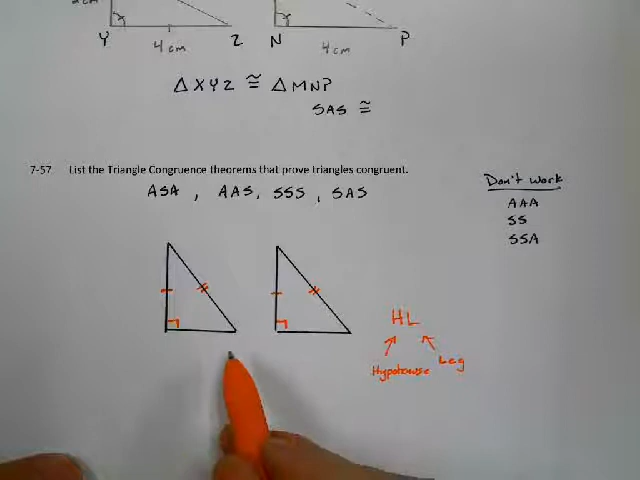 Y 4 cm Z N 4 cm P
△XYZ ≅ △MNP
SAS ≅
7-57 List the Triangle Congruence theorems that prove triangles congruent.
ASA , AAS, SSS , SAS
Don't work
AAA
SS
SSA
HL
Hypotenuse Leg